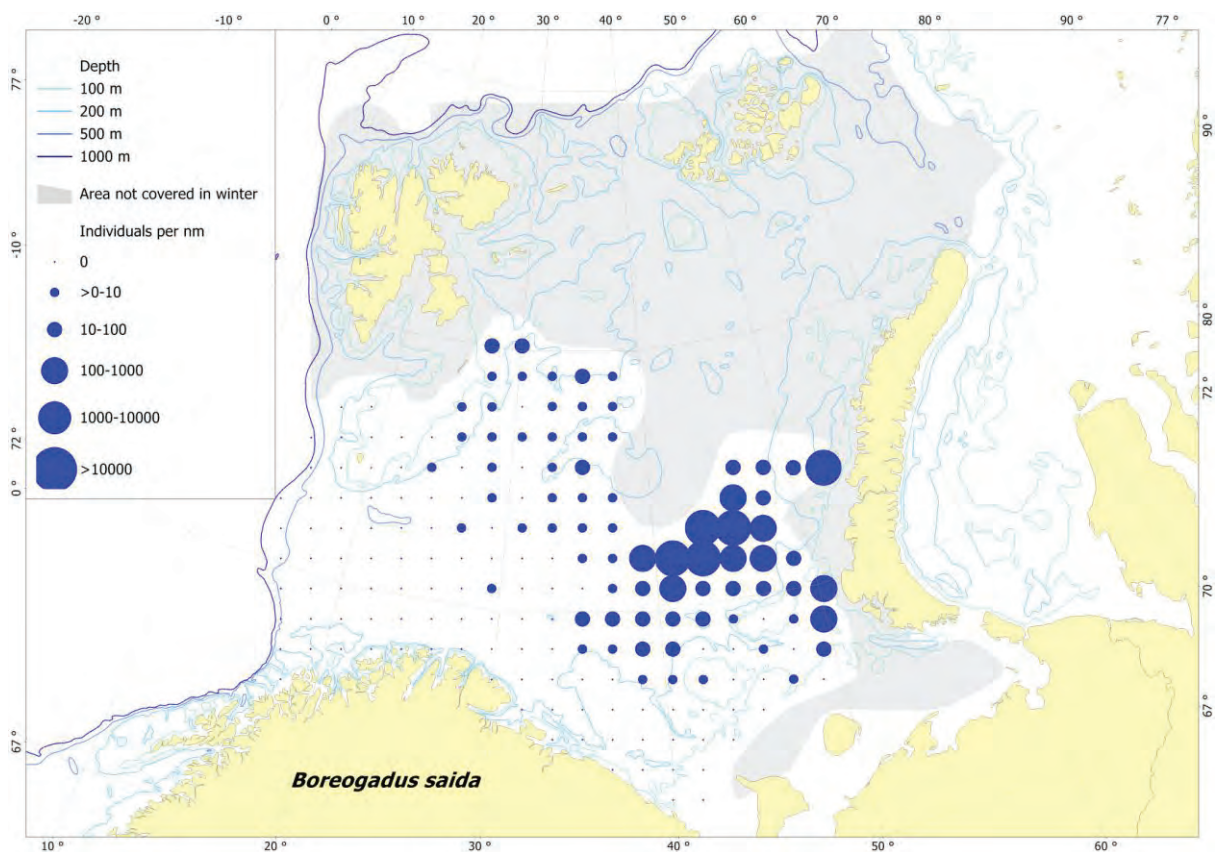 -20 ° -10 ° 0 ° 10 ° 20 ° 30 ° 40 ° 50 ° 60 ° 70 ° 80 ° 90 ° 77 °
77 °
-10 °
72 °
0 °
67 °
Depth
100 m
200 m
500 m
1000 m
Area not covered in winter
Individuals per nm
0
>0-10
10-100
100-1000
1000-10000
>10000
90 °
80 °
72 °
70 °
67 °
Boreogadus saida
10 ° 20 ° 30 ° 40 ° 50 ° 60 °